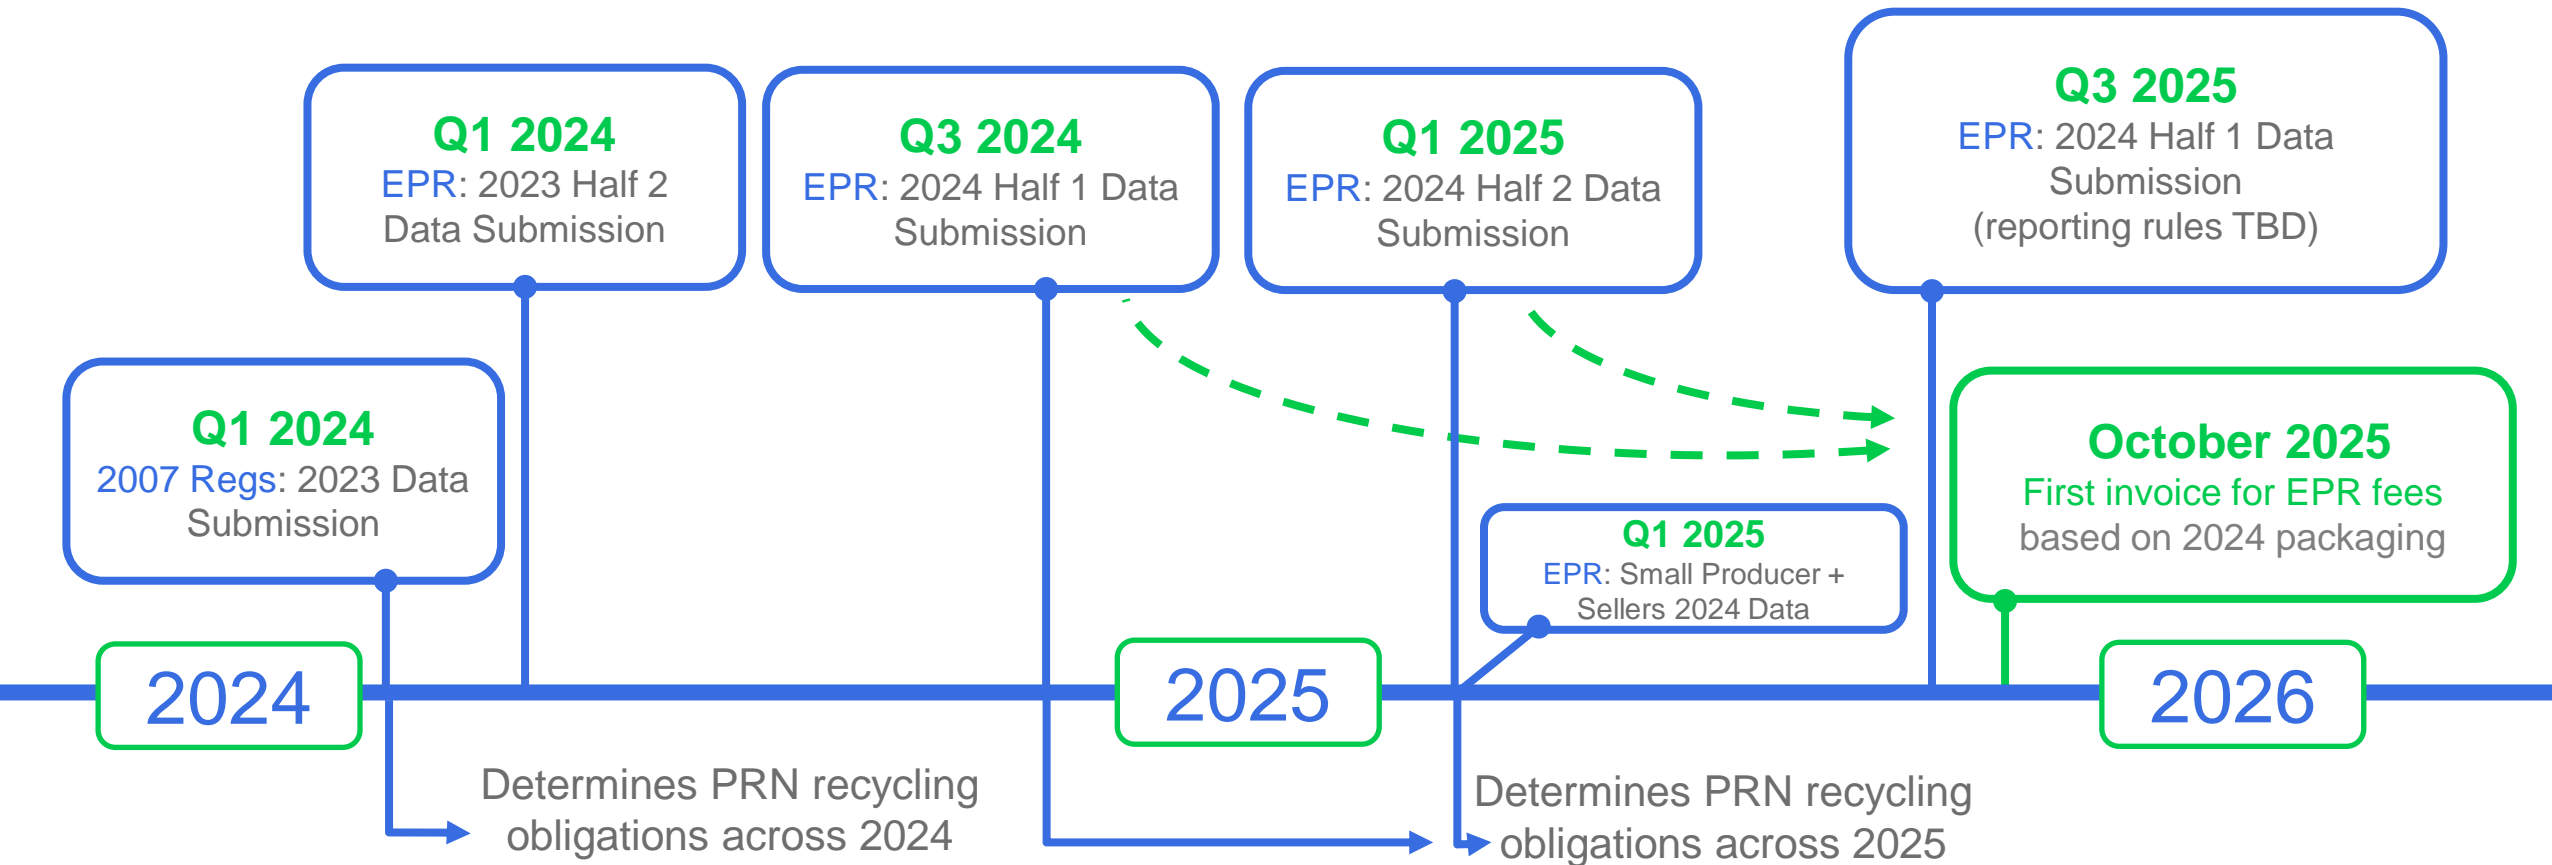 Q1 2024
EPR: 2023 Half 2
Data Submission
Q3 2024
EPR: 2024 Half 1 Data
Submission
Q1 2025
EPR: 2024 Half 2 Data
Submission
Q3 2025
EPR: 2024 Half 1 Data
Submission
(reporting rules TBD)
Q1 2024
2007 Regs: 2023 Data
Submission
October 2025
First invoice for EPR fees
based on 2024 packaging
Q1 2025
EPR: Small Producer +
Sellers 2024 Data
2024
2025
2026
Determines PRN recycling
obligations across 2024
Determines PRN recycling
obligations across 2025